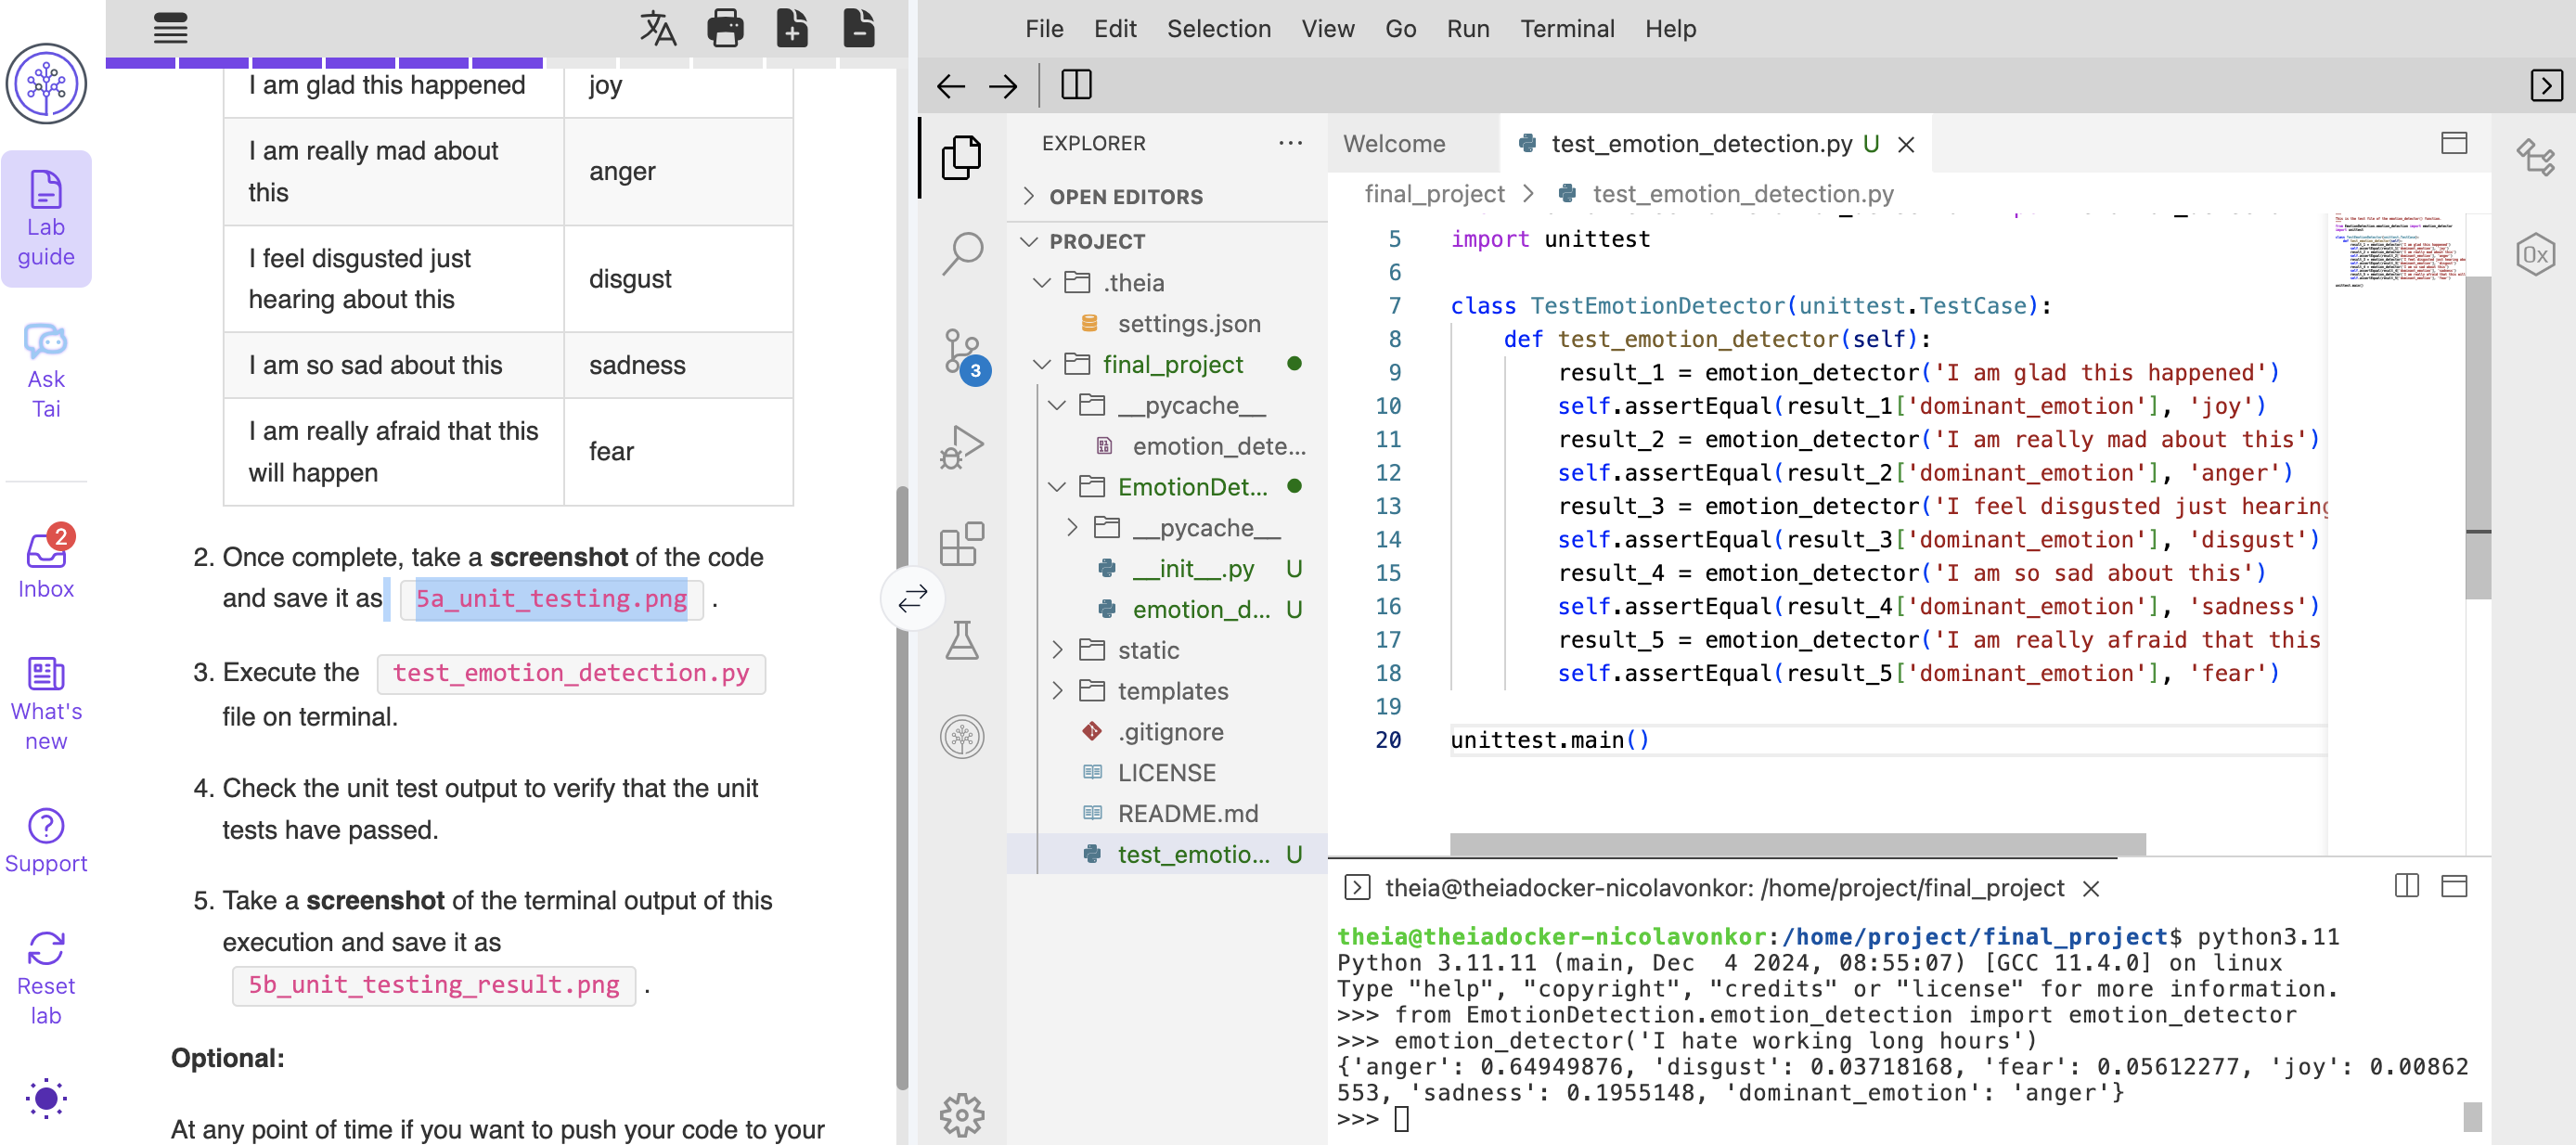 Lab
guide
Ask
Tai
2
Inbox
What's
new
Support
Reset
lab
I am glad this happened joy
I am really mad about
this
anger
I feel disgusted just
hearing about this
disgust
I am so sad about this sadness
I am really afraid that this
will happen
fear
2. Once complete, take a screenshot of the code
and save it as 5a_unit_testing.png .
3. Execute the test_emotion_detection.py
file on terminal.
4. Check the unit test output to verify that the unit
tests have passed.
5. Take a screenshot of the terminal output of this
execution and save it as
5b_unit_testing_result.png .
Optional:
At any point of time if you want to push your code to your
File Edit Selection View Go Run Terminal Help
3
EXPLORER ...
OPEN EDITORS
PROJECT
.theia
settings.json
final_project
__pycache__
emotion_dete...
EmotionDet...
__pycache__
__init__.py U
emotion_d... U
static
templates
.gitignore
LICENSE
README.md
test_emotio... U
Welcome test_emotion_detection.py U
final_project > test_emotion_detection.py
5 import unittest
6
7 class TestEmotionDetector(unittest.TestCase):
8 def test_emotion_detector(self):
9 result_1 = emotion_detector('I am glad this happened')
10 self.assertEqual(result_1['dominant_emotion'], 'joy')
11 result_2 = emotion_detector('I am really mad about this')
12 self.assertEqual(result_2['dominant_emotion'], 'anger')
13 result_3 = emotion_detector('I feel disgusted just hearing
14 self.assertEqual(result_3['dominant_emotion'], 'disgust')
15 result_4 = emotion_detector('I am so sad about this')
16 self.assertEqual(result_4['dominant_emotion'], 'sadness')
17 result_5 = emotion_detector('I am really afraid that this
18 self.assertEqual(result_5['dominant_emotion'], 'fear')
19
20 unittest.main()
0x
theia@theiadocker-nicolavonkor: /home/project/final_project
theia@theiadocker-nicolavonkor:/home/project/final_project$ python3.11
Python 3.11.11 (main, Dec  4 2024, 08:55:07) [GCC 11.4.0] on linux
Type "help", "copyright", "credits" or "license" for more information.
>>> from EmotionDetection.emotion_detection import emotion_detector
>>> emotion_detector('I hate working long hours')
{'anger': 0.64949876, 'disgust': 0.03718168, 'fear': 0.05612277, 'joy': 0.00862
553, 'sadness': 0.1955148, 'dominant_emotion': 'anger'}
>>>